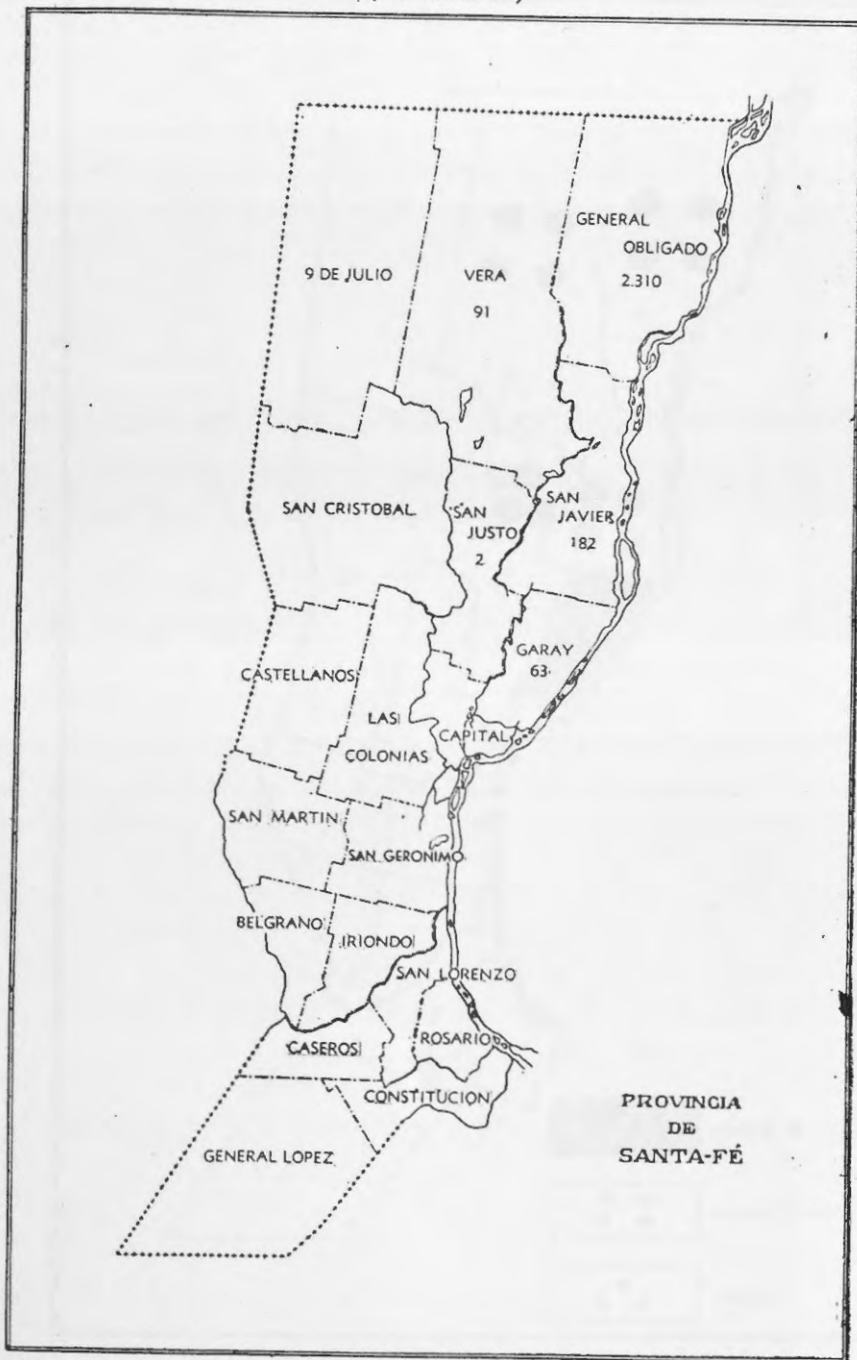 GENERAL
OBLIGADO
2.310
9 DE JULIO
VERA
91
SAN CRISTOBAL
SAN
JUSTO
2
SAN
JAVIER
182
GARAY
63
CASTELLANOS
LAS
COLONIAS
CAPITAL
SAN MARTIN
SAN GERONIMO
BELGRANO
IRIONDO
SAN LORENZO
CASEROS
ROSARIO
CONSTITUCION
GENERAL LOPEZ
PROVINCIA
DE
SANTA-FÉ